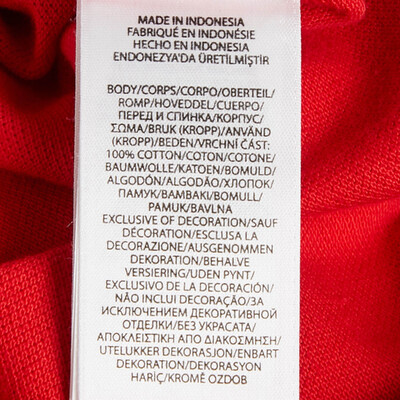 MADE IN INDONESIA
FABRIQUÉ EN INDONÉSIE
HECHO EN INDONESIA
ENDONEZYA'DA ÜRETİLMİŞTİR
BODY/CORPS/CORPO/OBERTEIL/
ROMP/HOVEDDEL/CUERPO/
ПЕРЕД И СПИНКА/КОРПУС/
ΣΩΜΑ/BRUK (KROPP)/ANVÄND
(KROPP)/BEDEN/VRCHNÍ ČÁST:
100% COTTON/COTON/COTONE/
BAUMWOLLE/KATOEN/BOMULD/
ALGODÓN/ALGODÃO/ХЛОПОК/
ΠΑΜΥΚ/BAMBAKI/BOMULL/
PAMUK/BAVLNA
EXCLUSIVE OF DECORATION/SAUF
DÉCORATION/ESCLUSA LA
DECORAZIONE/AUSGENOMMEN
DEKORATION/BEHALVE
VERSIERING/UDEN PYNT/
EXCLUSIVO DE LA DECORACIÓN/
NÃO INCLUI DECORAÇÃO/ЗА
ИСКЛЮЧЕНИЕМ ДЕКОРАТИВНОЙ
ОТДЕЛКИ/БЕЗ УКРАСАТА/
ΑΠΟΚΛΕΙΣΤΙΚΗ ΑΠΟ ΔΙΑΚΟΣΜΗΣΗ/
UTELUKKER DEKORASJON/ENBART
DEKORATION/DEKORASYON
HARİÇ/KROMĚ OZDOB